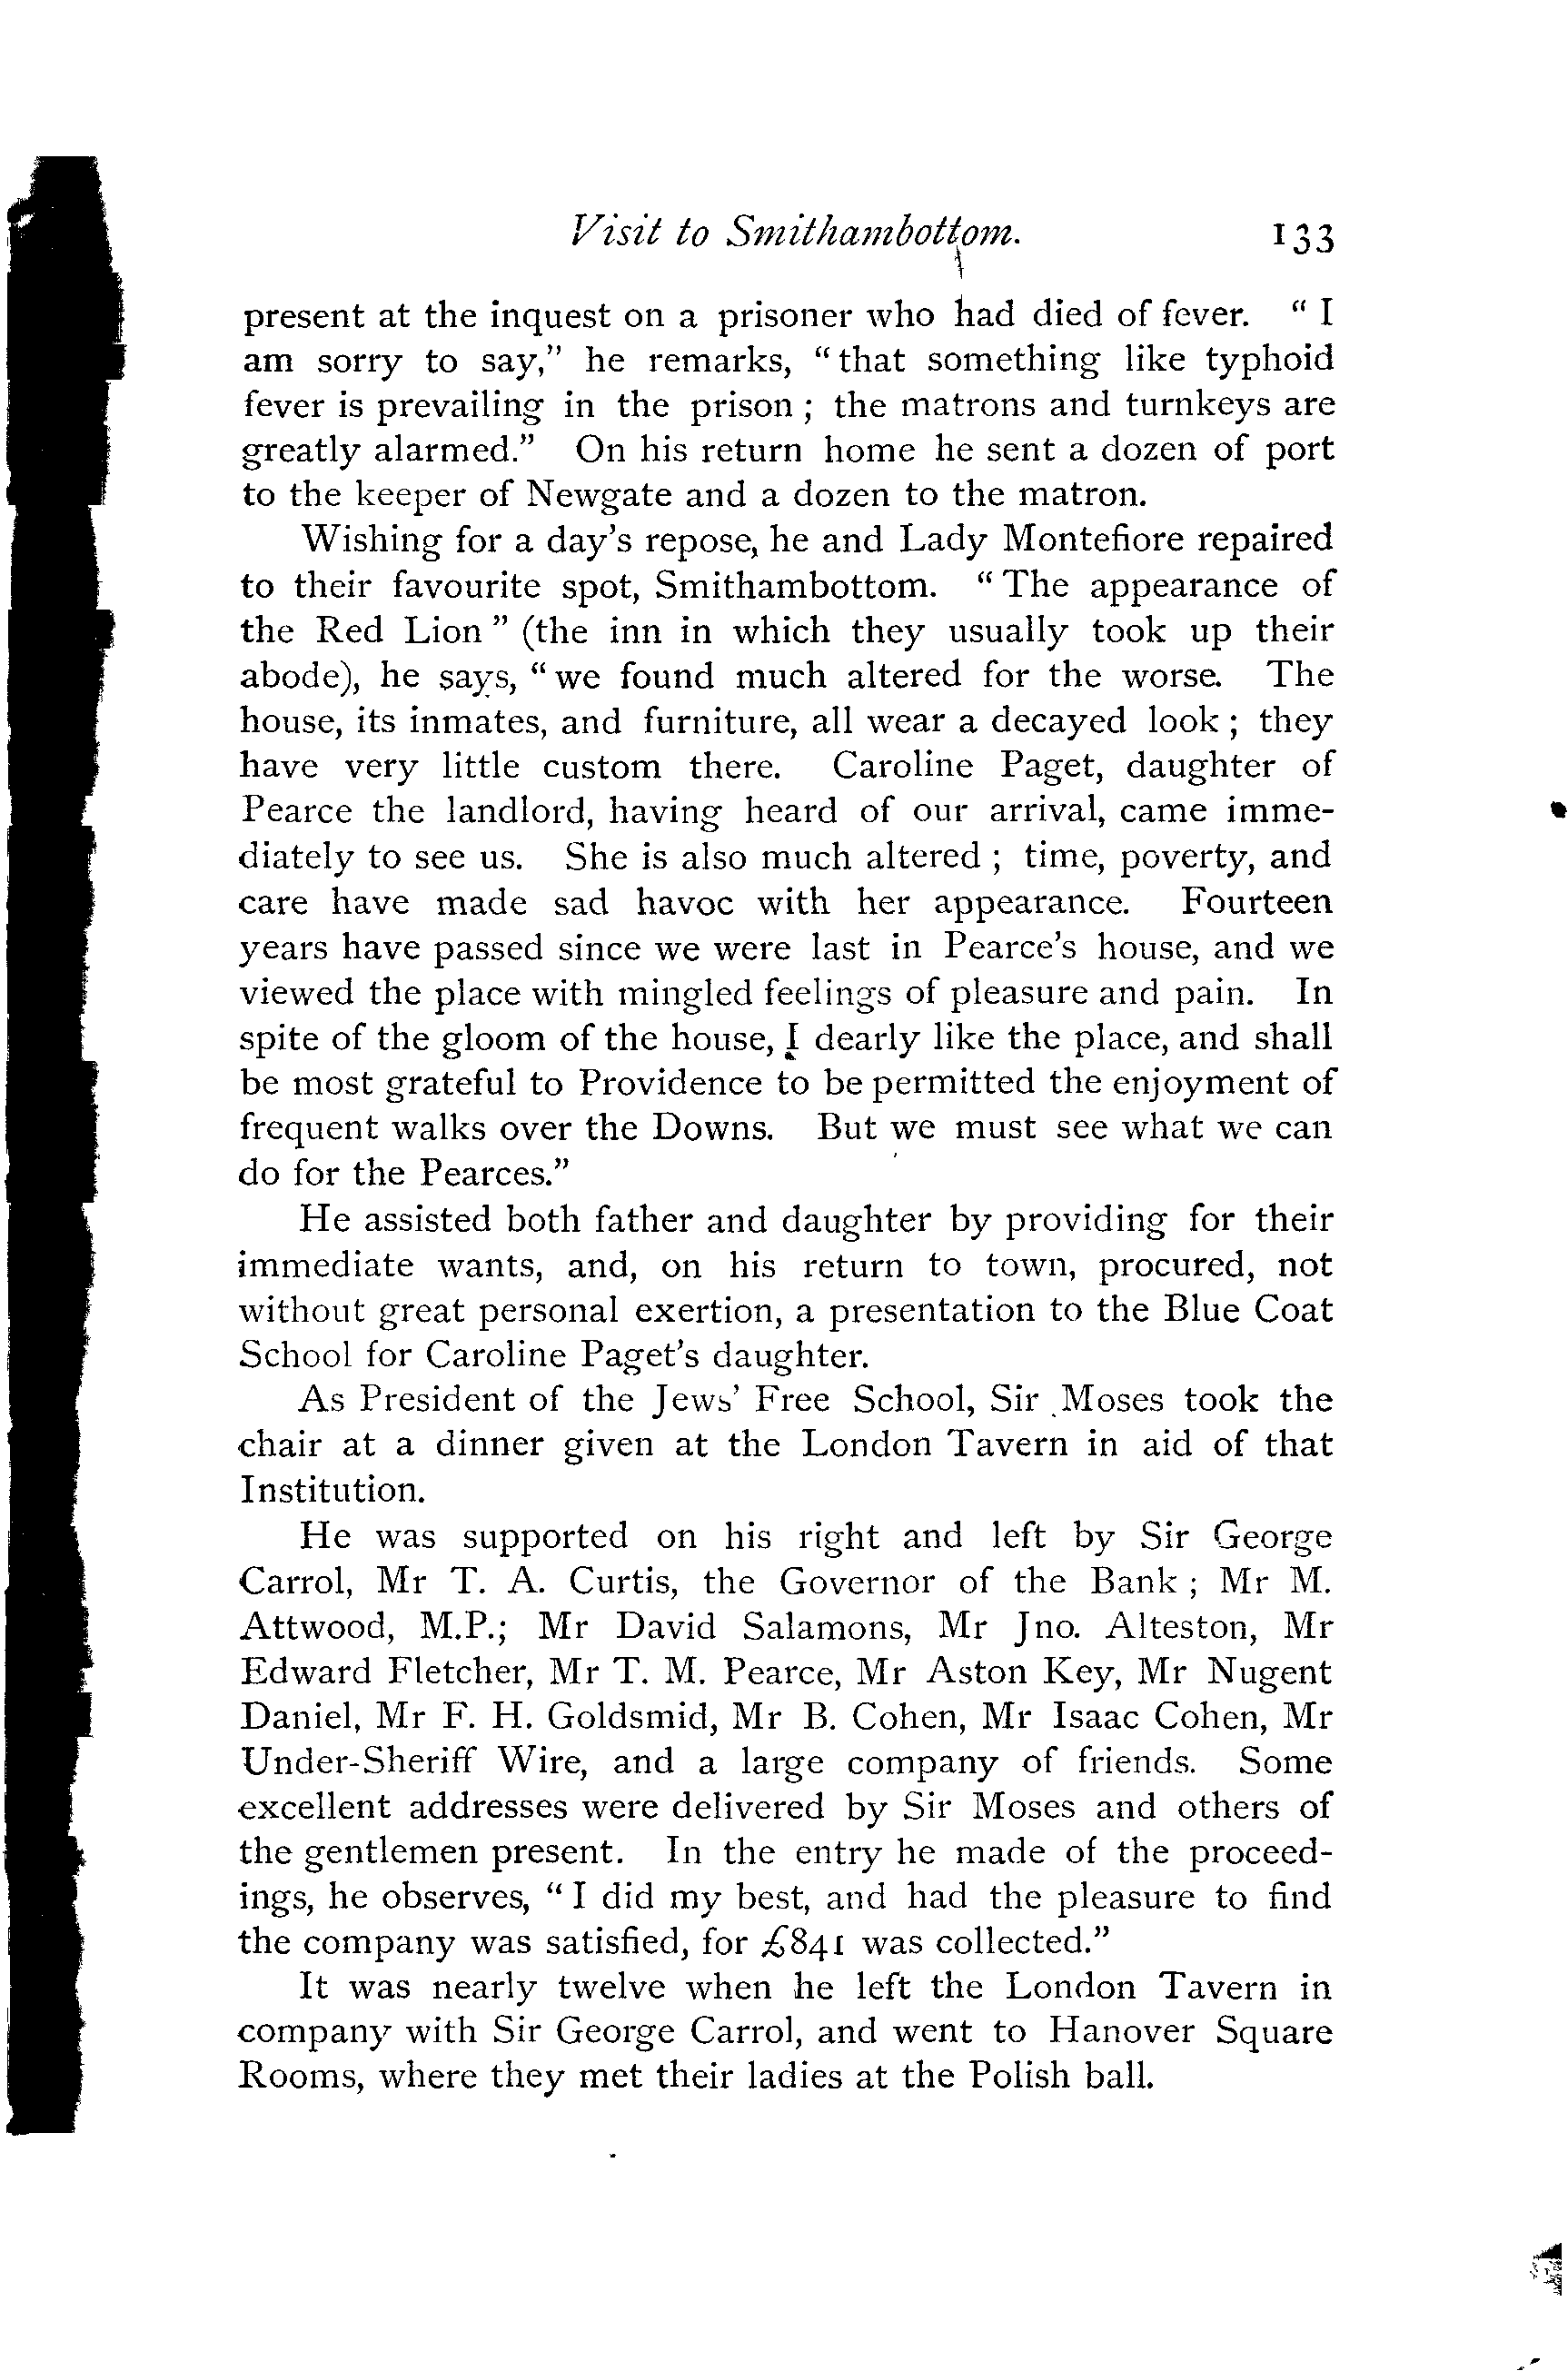 Visit to Smithambottom. 133
present at the inquest on a prisoner who had died of fever. “ I
am sorry to say,” he remarks, “ that something like typhoid
fever is prevailing in the prison ; the matrons and turnkeys are
greatly alarmed.” On his return home he sent a dozen of port
to the keeper of Newgate and a dozen to the matron.
Wishing for a day’s repose, he and Lady Montefiore repaired
to their favourite spot, Smithambottom. “ The appearance of
the Red Lion ” (the inn in which they usually took up their
abode), he says, “ we found much altered for the worse. The
house, its inmates, and furniture, all wear a decayed look ; they
have very little custom there. Caroline Paget, daughter of
Pearce the landlord, having heard of our arrival, came imme-
diately to see us. She is also much altered ; time, poverty, and
care have made sad havoc with her appearance. Fourteen
years have passed since we were last in Pearce’s house, and we
viewed the place with mingled feelings of pleasure and pain. In
spite of the gloom of the house, I dearly like the place, and shall
be most grateful to Providence to be permitted the enjoyment of
frequent walks over the Downs. But we must see what we can
do for the Pearces.”
He assisted both father and daughter by providing for their
immediate wants, and, on his return to town, procured, not
without great personal exertion, a presentation to the Blue Coat
School for Caroline Paget’s daughter.
As President of the Jews’ Free School, Sir Moses took the
chair at a dinner given at the London Tavern in aid of that
Institution.
He was supported on his right and left by Sir George
Carrol, Mr T. A. Curtis, the Governor of the Bank ; Mr M.
Attwood, M.P.; Mr David Salamons, Mr Jno. Alteston, Mr
Edward Fletcher, Mr T. M. Pearce, Mr Aston Key, Mr Nugent
Daniel, Mr F. H. Goldsmid, Mr B. Cohen, Mr Isaac Cohen, Mr
Under-Sheriff Wire, and a large company of friends. Some
excellent addresses were delivered by Sir Moses and others of
the gentlemen present. In the entry he made of the proceed-
ings, he observes, “ I did my best, and had the pleasure to find
the company was satisfied, for £841 was collected.”
It was nearly twelve when he left the London Tavern in
company with Sir George Carrol, and went to Hanover Square
Rooms, where they met their ladies at the Polish ball.